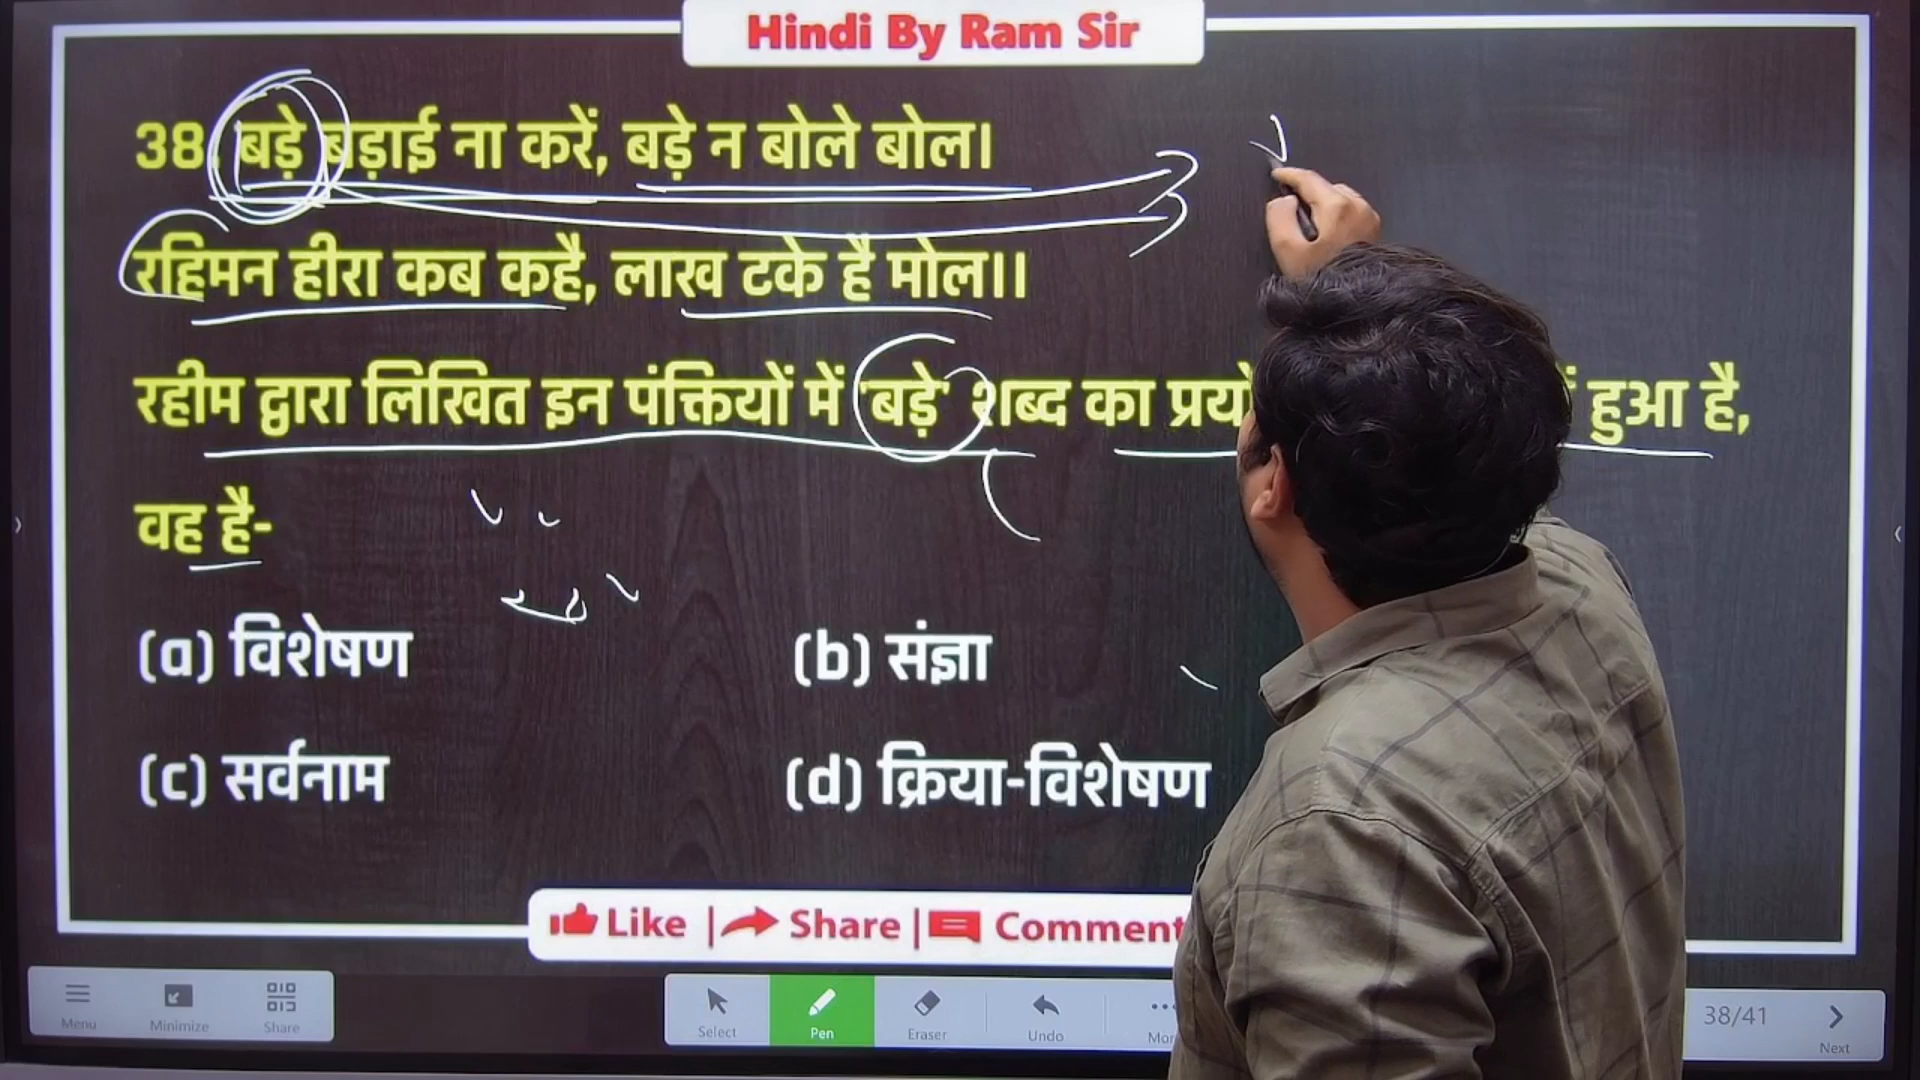 Hindi By Ram Sir
38. बड़े बड़ाई ना करें, बड़े न बोले बोल।
रहिमन हीरा कब कहै, लाख टके है मोल।।
रहीम द्वारा लिखित इन पंक्तियों में 'बड़े' शब्द का हुआ है,
वह है-
(a) विशेषण (b) संज्ञा
(c) सर्वनाम (d) क्रिया-विशेषण
Like | Share | Comment
Menu Minimize Share Select Pen Eraser Undo 38/41 Next